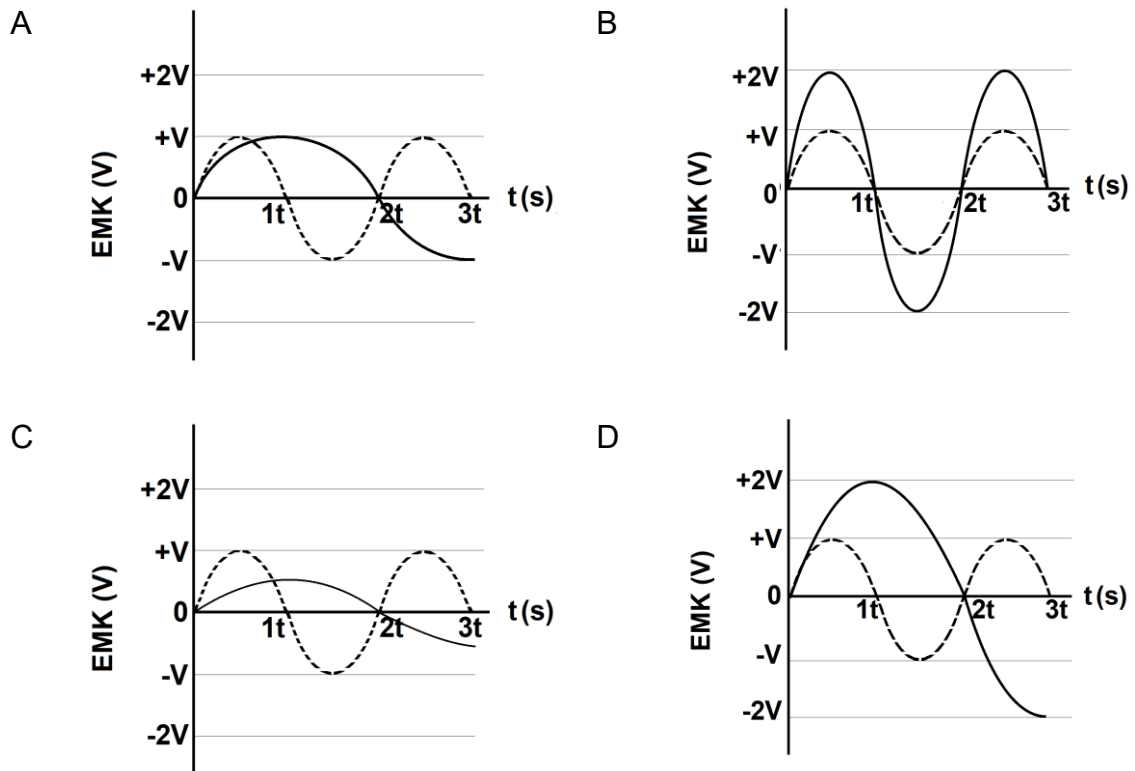 A
+2V
+V
0
-V
-2V
EMK (V)
1t
2t
3t
t (s)
B
+2V
+V
0
-V
-2V
EMK (V)
1t
2t
3t
t (s)
C
+2V
+V
0
-V
-2V
EMK (V)
1t
2t
3t
t (s)
D
+2V
+V
0
-V
-2V
EMK (V)
1t
2t
3t
t (s)